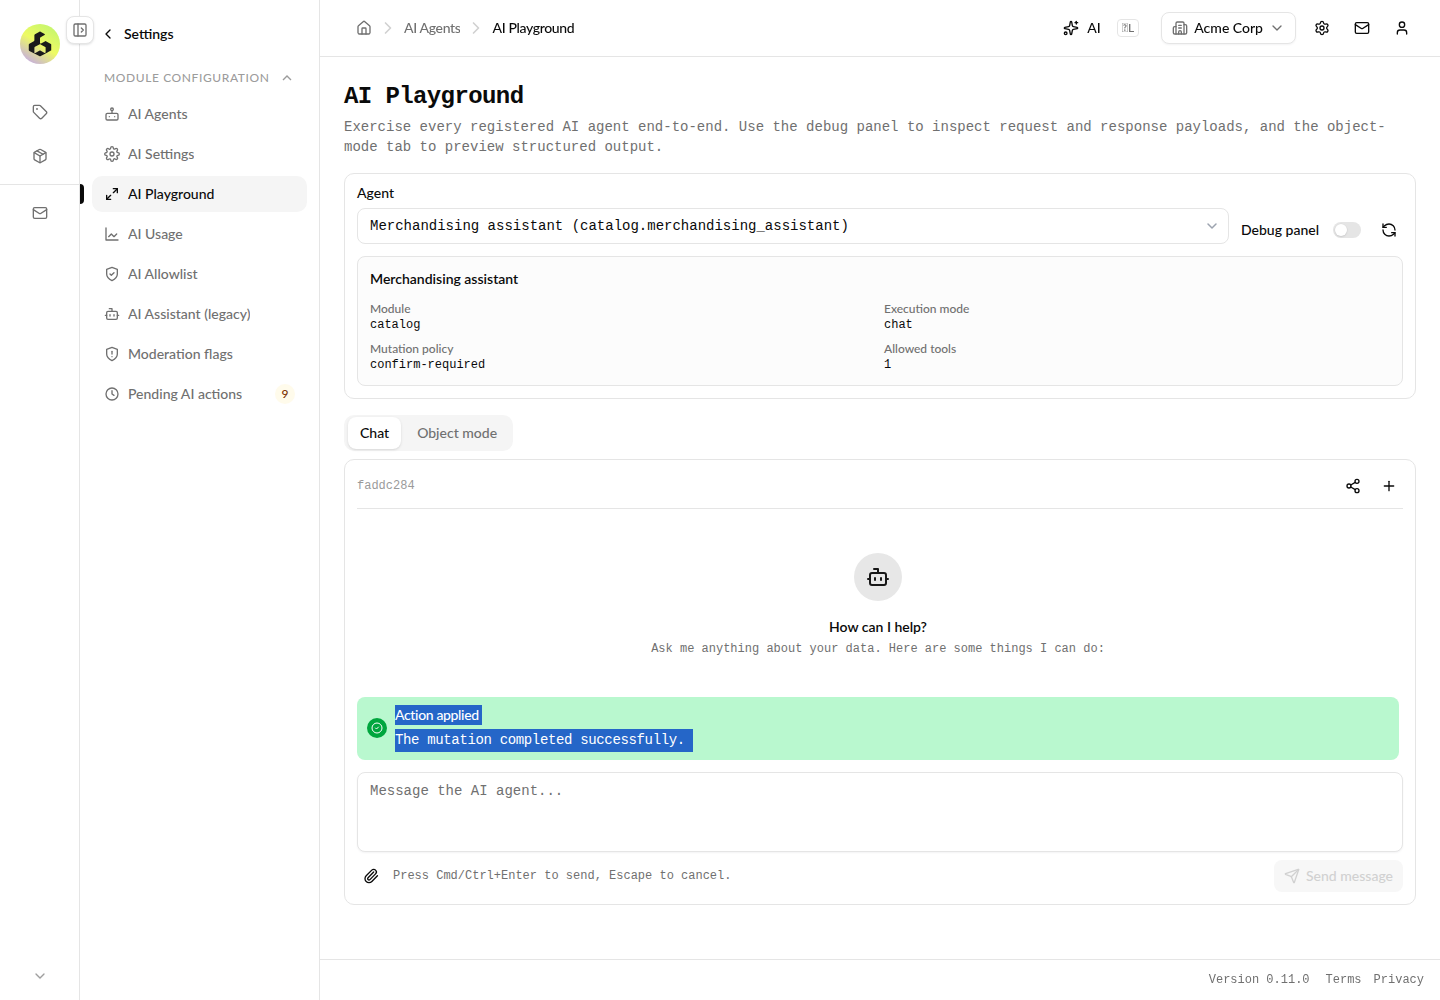 Settings
MODULE CONFIGURATION
AI Agents
AI Settings
AI Playground
AI Usage
AI Allowlist
AI Assistant (legacy)
Moderation flags
Pending AI actions 9
AI Agents AI Playground
AI
L
Acme Corp
AI Playground
Exercise every registered AI agent end-to-end. Use the debug panel to inspect request and response payloads, and the object-
mode tab to preview structured output.
Agent
Merchandising assistant (catalog.merchandising_assistant)
Debug panel
Merchandising assistant
Module
catalog
Execution mode
chat
Mutation policy
confirm-required
Allowed tools
1
Chat Object mode
faddc284
How can I help?
Ask me anything about your data. Here are some things I can do:
Action applied
The mutation completed successfully.
Message the AI agent...
Press Cmd/Ctrl+Enter to send, Escape to cancel.
Send message
Version 0.11.0 Terms Privacy